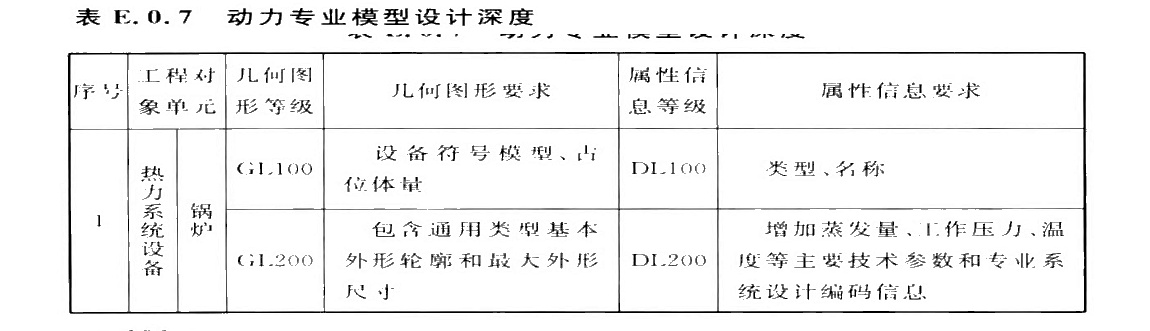 表 E.0.7 动力专业模型设计深度
序号 工程对象单元 几何图形等级 几何图形要求 属性信息等级 属性信息要求
1 热力系统设备 锅炉 GL100 设备符号模型、占位体量 DL100 类型、名称
GL200 包含通用类型基本外形轮廓和最大外形尺寸 DL200 增加蒸发量、工作压力、温度等主要技术参数和专业系统设计编码信息